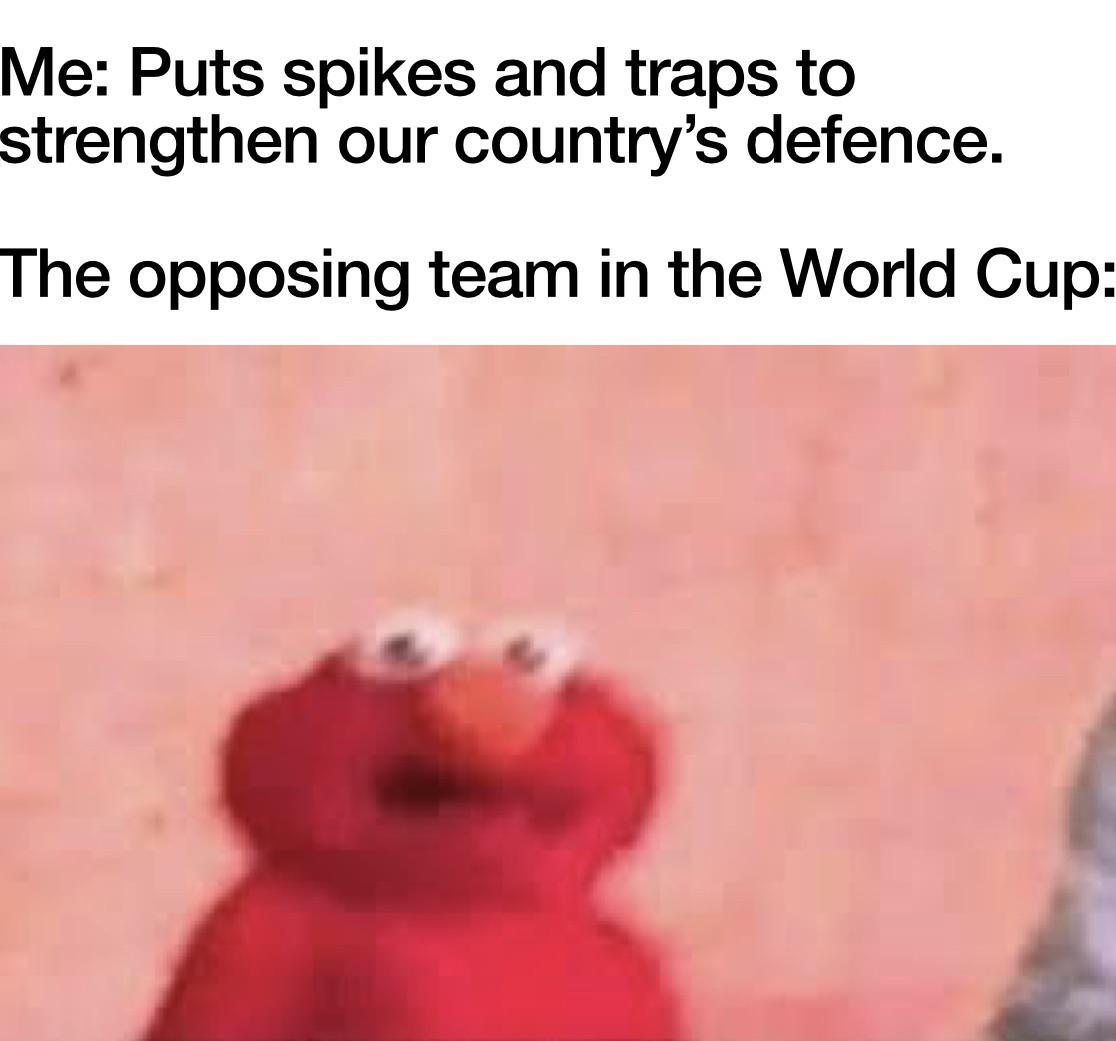 Me: Puts spikes and traps to
strengthen our country’s defence.
The opposing team in the World Cup: